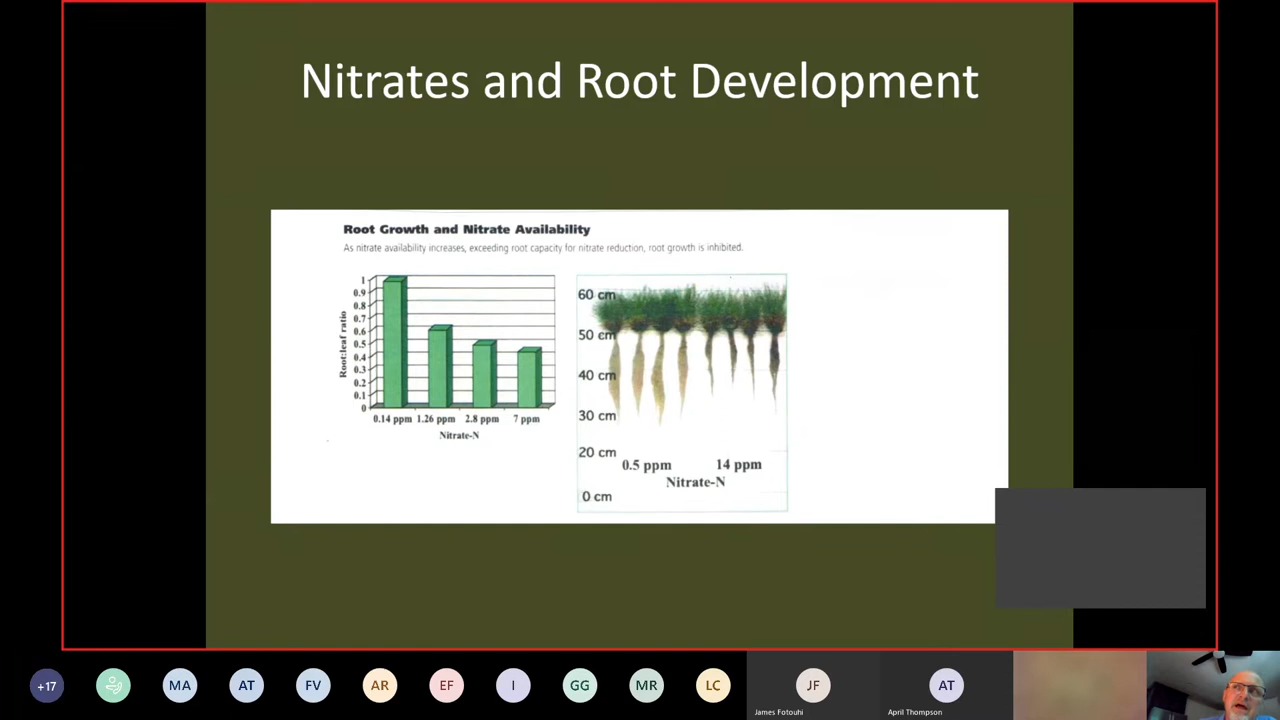 Nitrates and Root Development
Root Growth and Nitrate Availability
As nitrate availability increases, exceeding root capacity for nitrate reduction, root growth is inhibited.
1
0.9
0.8
0.7
0.6
0.5
0.4
0.3
0.2
0.1
0
Root:leaf ratio
0.14 ppm 1.26 ppm 2.8 ppm 7 ppm
Nitrate-N
60 cm
50 cm
40 cm
30 cm
20 cm
0 cm
0.5 ppm 14 ppm
Nitrate-N
+17 MA AT FV AR EF I GG MR LC JF AT
James Fotouhi April Thompson